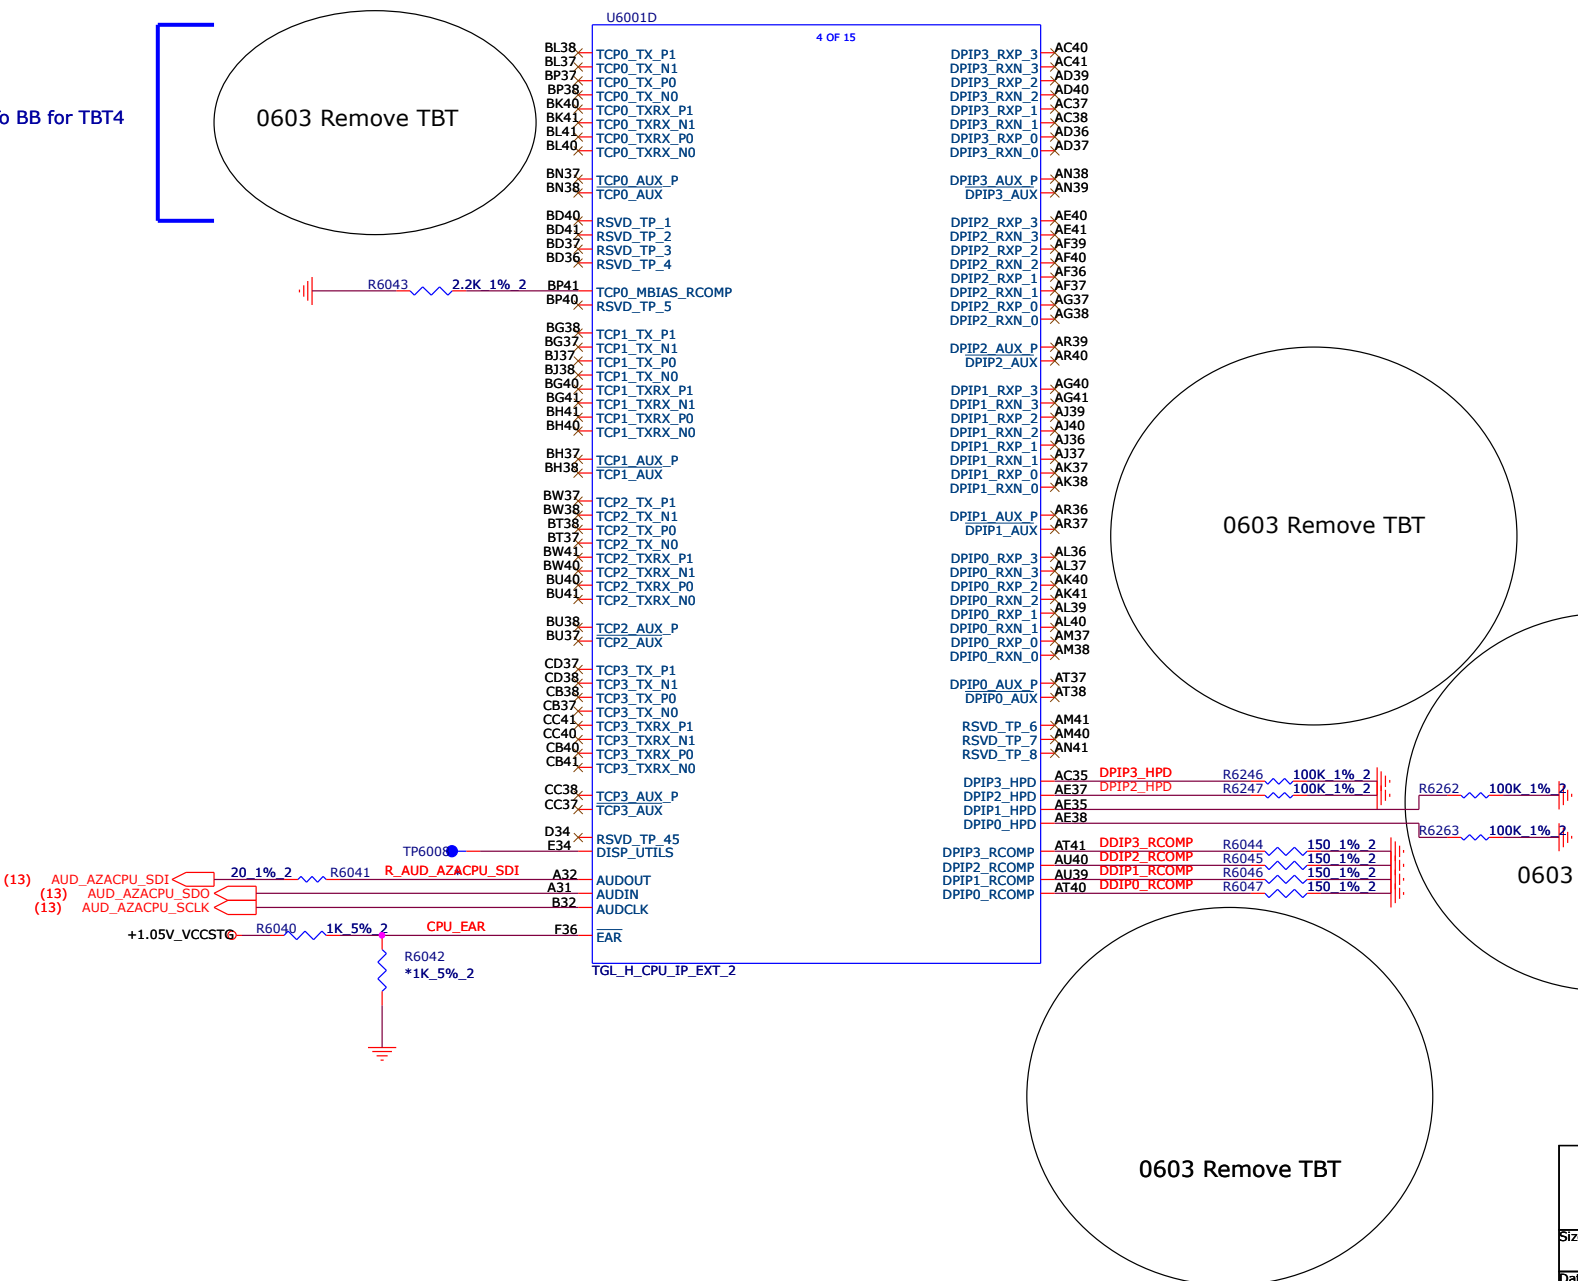 U6001D
4 OF 15
o BB for TBT4
0603 Remove TBT
BL38 TCP0_TX_P1
BL37 TCP0_TX_N1
BP37 TCP0_TX_P0
BP38 TCP0_TX_N0
BK40 TCP0_TXRX_P1
BK41 TCP0_TXRX_N1
BL41 TCP0_TXRX_P0
BL40 TCP0_TXRX_N0
BN37 TCP0_AUX_P
BN38 TCP0_AUX
BD40 RSVD_TP_1
BD41 RSVD_TP_2
BD37 RSVD_TP_3
BD36 RSVD_TP_4
R6043 2.2K_1%_2 BP41 TCP0_MBIAS_RCOMP
BP40 RSVD_TP_5
BG38 TCP1_TX_P1
BG37 TCP1_TX_N1
BJ37 TCP1_TX_P0
BJ38 TCP1_TX_N0
BG40 TCP1_TXRX_P1
BG41 TCP1_TXRX_N1
BH41 TCP1_TXRX_P0
BH40 TCP1_TXRX_N0
BH37 TCP1_AUX_P
BH38 TCP1_AUX
BW37 TCP2_TX_P1
BW38 TCP2_TX_N1
BT38 TCP2_TX_P0
BT37 TCP2_TX_N0
BW41 TCP2_TXRX_P1
BW40 TCP2_TXRX_N1
BU40 TCP2_TXRX_P0
BU41 TCP2_TXRX_N0
BU38 TCP2_AUX_P
BU37 TCP2_AUX
CD37 TCP3_TX_P1
CD38 TCP3_TX_N1
CB38 TCP3_TX_P0
CB37 TCP3_TX_N0
CC41 TCP3_TXRX_P1
CC40 TCP3_TXRX_N1
CB40 TCP3_TXRX_P0
CB41 TCP3_TXRX_N0
CC38 TCP3_AUX_P
CC37 TCP3_AUX
D34 RSVD_TP_45
TP6008 E34 DISP_UTILS
(13) AUD_AZACPU_SDI 20_1%_2 R6041 R_AUD_AZACPU_SDI A32 AUDOUT
(13) AUD_AZACPU_SDO A31 AUDIN
(13) AUD_AZACPU_SCLK B32 AUDCLK
+1.05V_VCCSTG R6040 1K_5%_2 CPU_EAR F36 EAR
R6042
*1K_5%_2
TGL_H_CPU_IP_EXT_2
DPIP3_RXP_3 AC40
DPIP3_RXN_3 AC41
DPIP3_RXP_2 AD39
DPIP3_RXN_2 AD40
DPIP3_RXP_1 AC37
DPIP3_RXN_1 AC38
DPIP3_RXP_0 AD36
DPIP3_RXN_0 AD37
DPIP3_AUX_P AN38
DPIP3_AUX AN39
DPIP2_RXP_3 AE40
DPIP2_RXN_3 AE41
DPIP2_RXP_2 AF39
DPIP2_RXN_2 AF40
DPIP2_RXP_1 AF36
DPIP2_RXN_1 AF37
DPIP2_RXP_0 AG37
DPIP2_RXN_0 AG38
DPIP2_AUX_P AR39
DPIP2_AUX AR40
DPIP1_RXP_3 AG40
DPIP1_RXN_3 AG41
DPIP1_RXP_2 AJ39
DPIP1_RXN_2 AJ40
DPIP1_RXP_1 AJ36
DPIP1_RXN_1 AJ37
DPIP1_RXP_0 AK37
DPIP1_RXN_0 AK38
DPIP1_AUX_P AR36
DPIP1_AUX AR37
DPIP0_RXP_3 AL36
DPIP0_RXN_3 AL37
DPIP0_RXP_2 AK40
DPIP0_RXN_2 AK41
DPIP0_RXP_1 AL39
DPIP0_RXN_1 AL40
DPIP0_RXP_0 AM37
DPIP0_RXN_0 AM38
DPIP0_AUX_P AT37
DPIP0_AUX AT38
RSVD_TP_6 AM41
RSVD_TP_7 AM40
RSVD_TP_8 AN41
DPIP3_HPD AC35 DPIP3_HPD R6246 100K_1%_2
DPIP2_HPD AE37 DPIP2_HPD R6247 100K_1%_2
DPIP1_HPD AE35 R6262 100K_1%_2
DPIP0_HPD AE38 R6263 100K_1%_2
DPIP3_RCOMP AT41 DDIP3_RCOMP R6044 150_1%_2
DPIP2_RCOMP AU40 DDIP2_RCOMP R6045 150_1%_2
DPIP1_RCOMP AU39 DDIP1_RCOMP R6046 150_1%_2
DPIP0_RCOMP AT40 DDIP0_RCOMP R6047 150_1%_2
0603 Remove TBT
0603
0603 Remove TBT
Siz